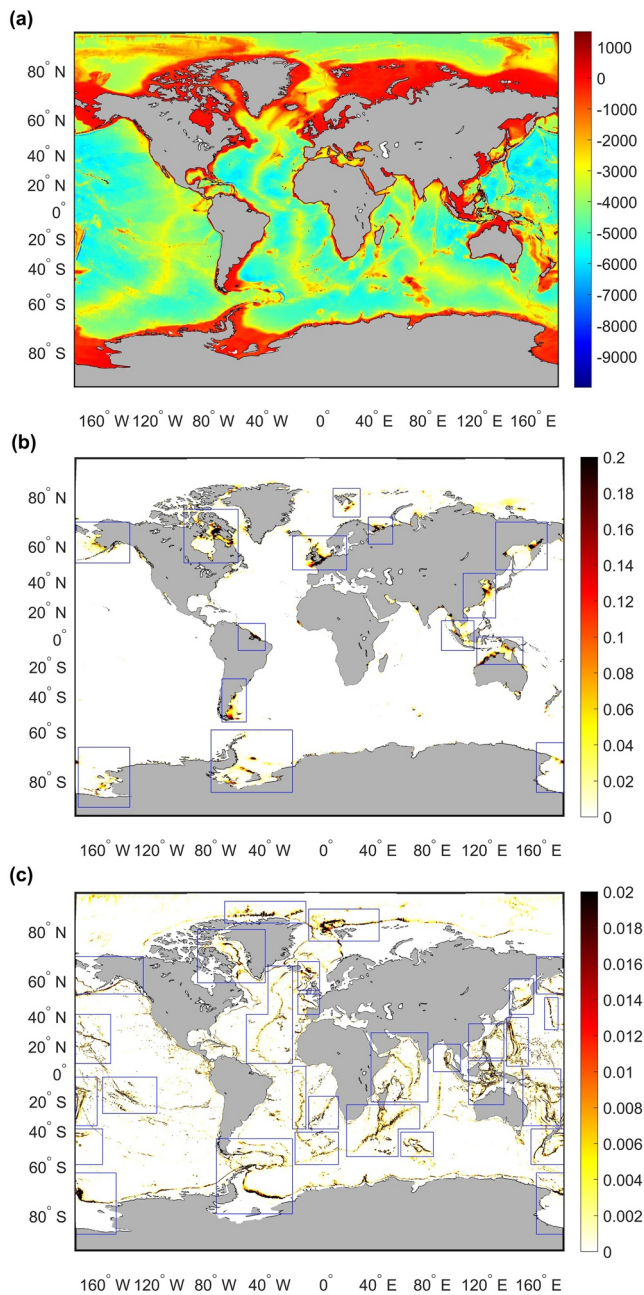 (a)
80° N
60° N
40° N
20° N
0°
20° S
40° S
60° S
80° S
160° W 120° W 80° W 40° W 0° 40° E 80° E 120° E 160° E
1000
0
-1000
-2000
-3000
-4000
-5000
-6000
-7000
-8000
-9000
(b)
80° N
60° N
40° N
20° N
0°
20° S
40° S
60° S
80° S
160° W 120° W 80° W 40° W 0° 40° E 80° E 120° E 160° E
0.2
0.18
0.16
0.14
0.12
0.1
0.08
0.06
0.04
0.02
0
(c)
80° N
60° N
40° N
20° N
0°
20° S
40° S
60° S
80° S
160° W 120° W 80° W 40° W 0° 40° E 80° E 120° E 160° E
0.02
0.018
0.016
0.014
0.012
0.01
0.008
0.006
0.004
0.002
0